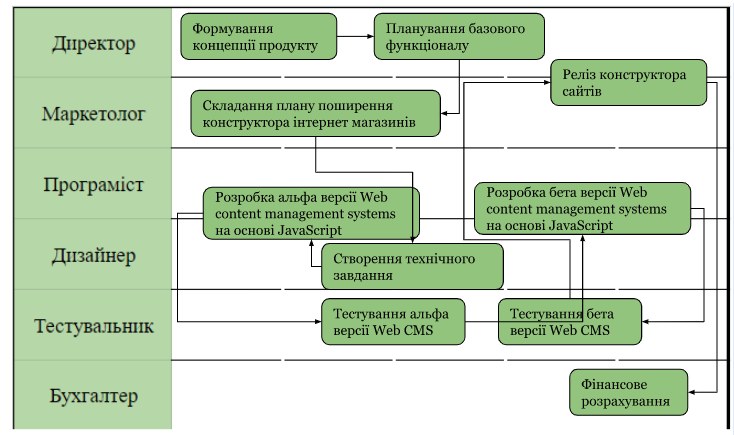 Директор
Формування
концепції продукту
Планування базового
функціоналу
Реліз конструктора
сайтів
Маркетолог
Складання плану поширення
конструктора інтернет магазинів
Програміст
Розробка альфа версії Web
content management systems
на основі JavaScript
Розробка бета версії Web
content management systems
на основі JavaScript
Дизайнер
Створення технічного
завдання
Тестувальник
Тестування альфа
версії Web CMS
Тестування бета
версії Web CMS
Бухгалтер
Фінансове
розрахування